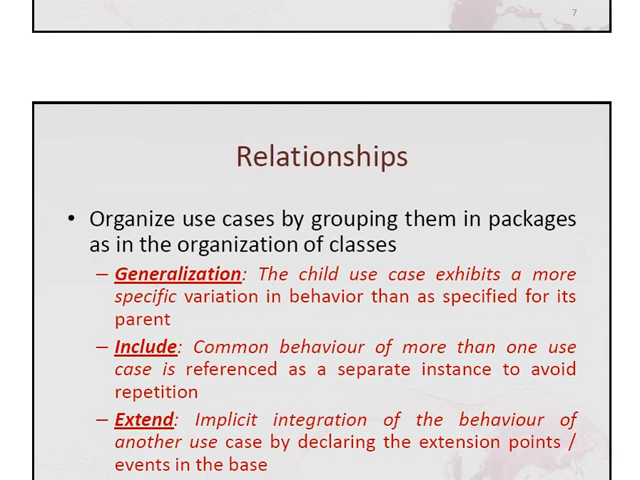 7
Relationships
• Organize use cases by grouping them in packages
as in the organization of classes
– Generalization: The child use case exhibits a more
specific variation in behavior than as specified for its
parent
– Include: Common behaviour of more than one use
case is referenced as a separate instance to avoid
repetition
– Extend: Implicit integration of the behaviour of
another use case by declaring the extension points /
events in the base